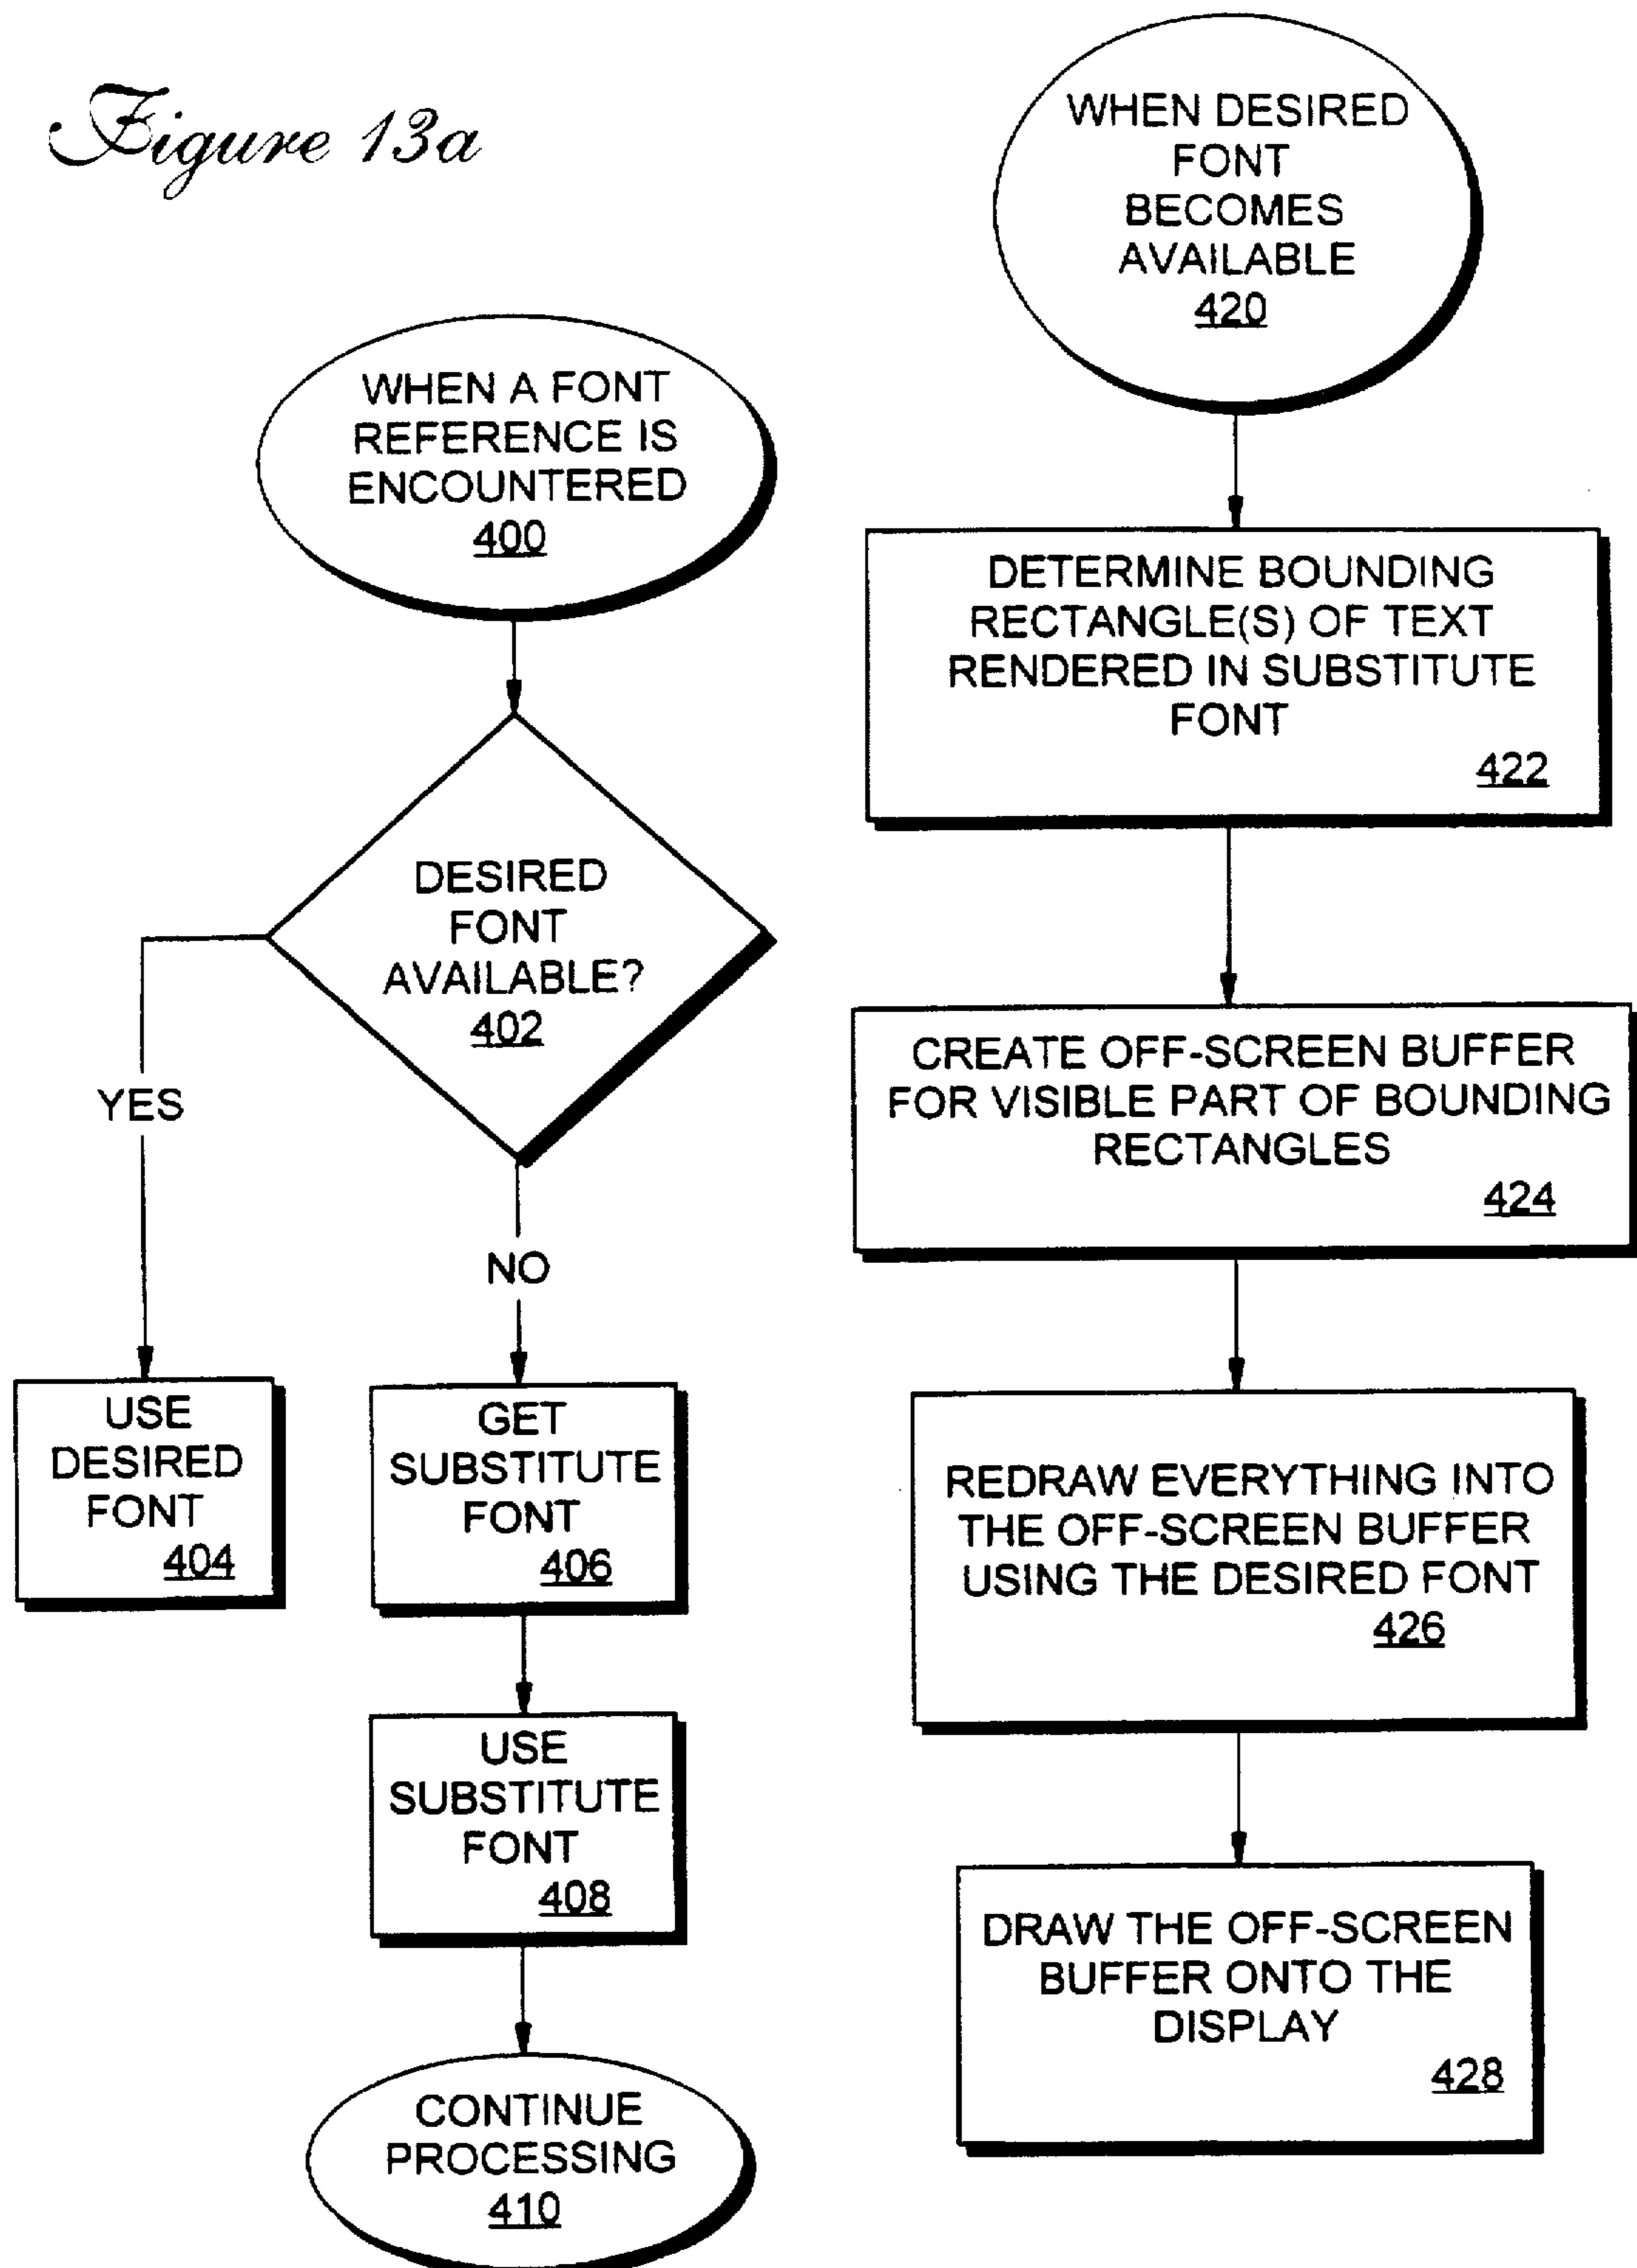 Figure 13a
WHEN A FONT
REFERENCE IS
ENCOUNTERED
400
DESIRED
FONT
AVAILABLE?
402
YES
NO
USE
DESIRED
FONT
404
GET
SUBSTITUTE
FONT
406
USE
SUBSTITUTE
FONT
408
CONTINUE
PROCESSING
410
WHEN DESIRED
FONT
BECOMES
AVAILABLE
420
DETERMINE BOUNDING
RECTANGLE(S) OF TEXT
RENDERED IN SUBSTITUTE
FONT
422
CREATE OFF-SCREEN BUFFER
FOR VISIBLE PART OF BOUNDING
RECTANGLES
424
REDRAW EVERYTHING INTO
THE OFF-SCREEN BUFFER
USING THE DESIRED FONT
426
DRAW THE OFF-SCREEN
BUFFER ONTO THE
DISPLAY
428